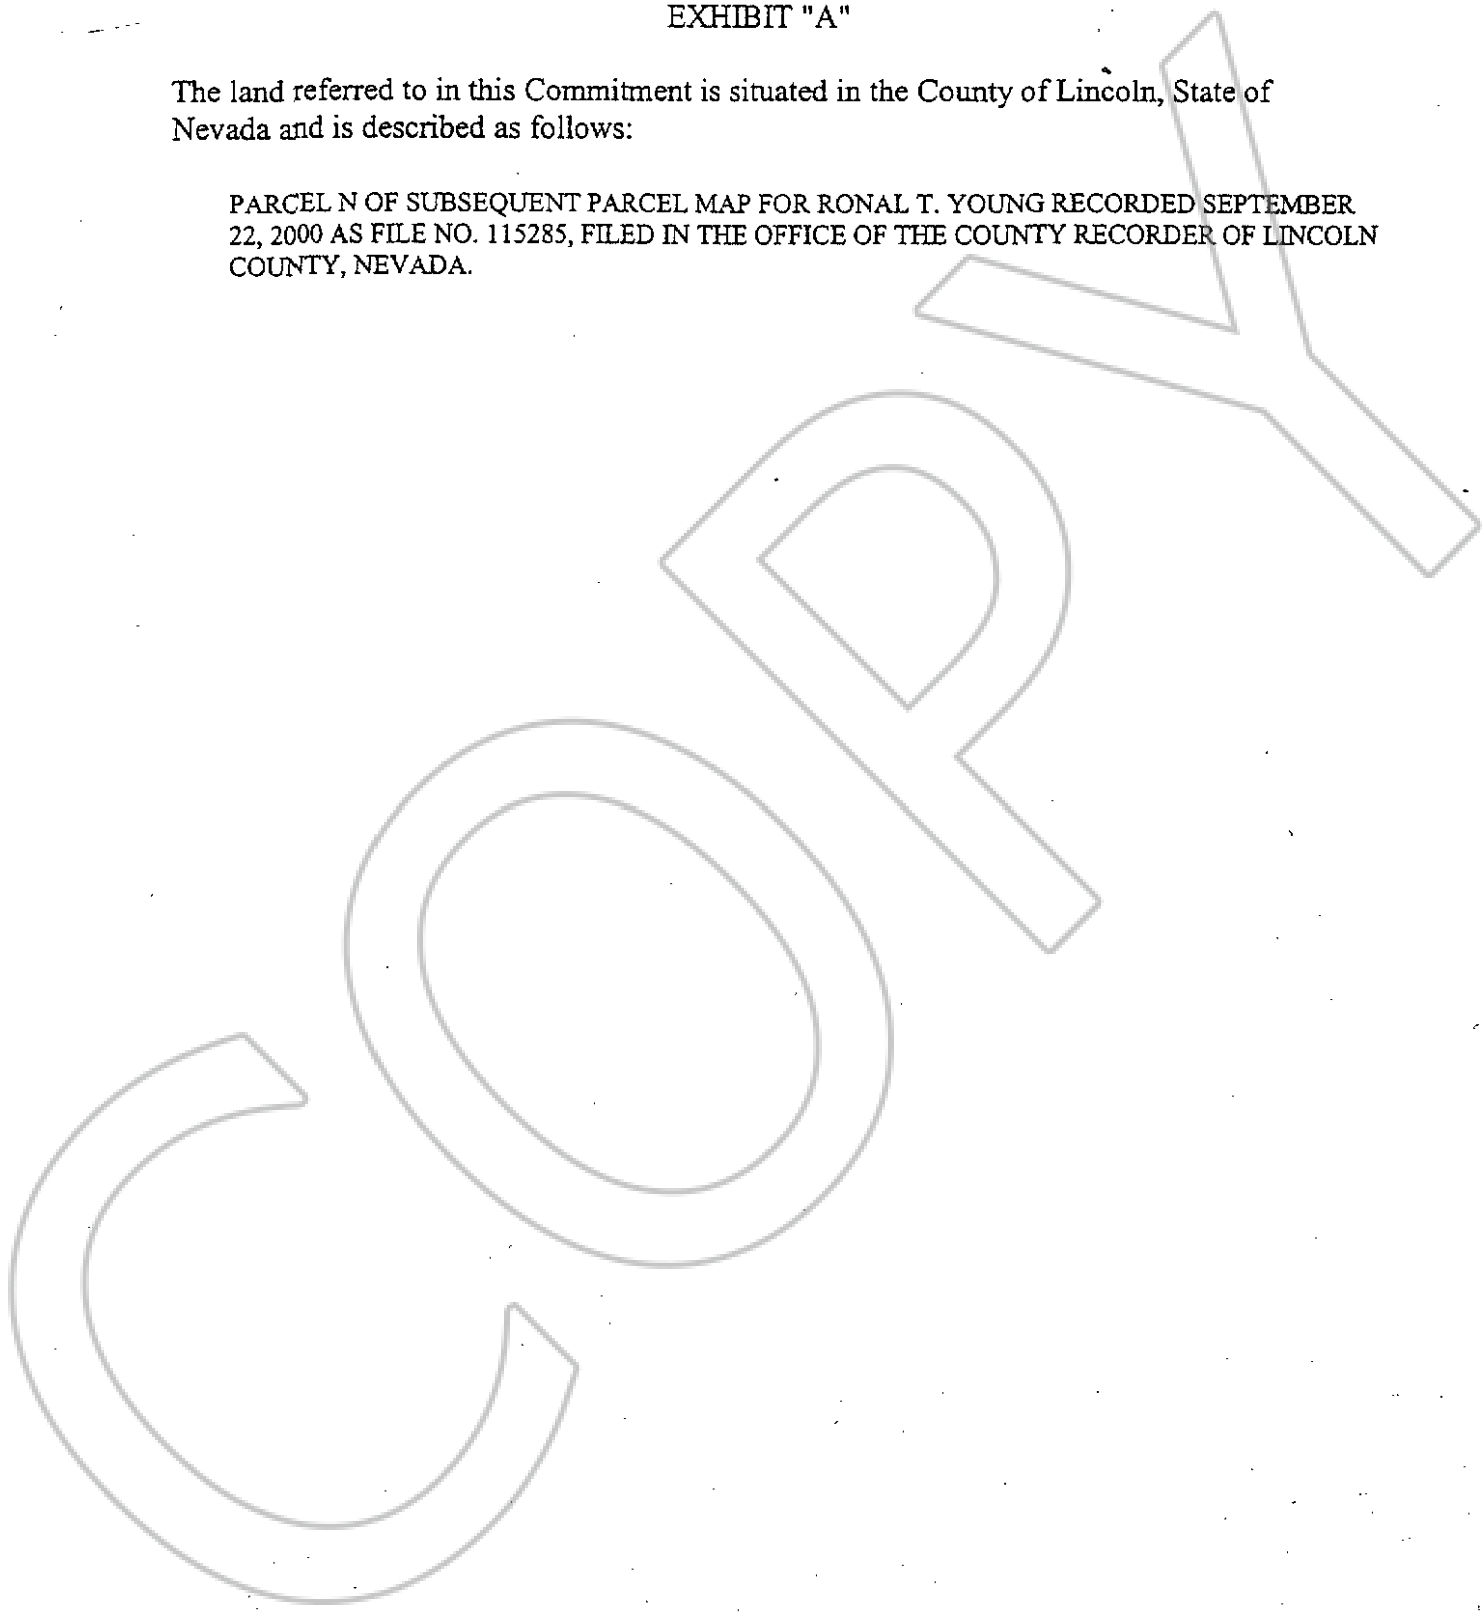 EXHIBIT "A"
The land referred to in this Commitment is situated in the County of Lincoln, State of
Nevada and is described as follows:
PARCEL N OF SUBSEQUENT PARCEL MAP FOR RONAL T. YOUNG RECORDED SEPTEMBER
22, 2000 AS FILE NO. 115285, FILED IN THE OFFICE OF THE COUNTY RECORDER OF LINCOLN
COUNTY, NEVADA.
COPY